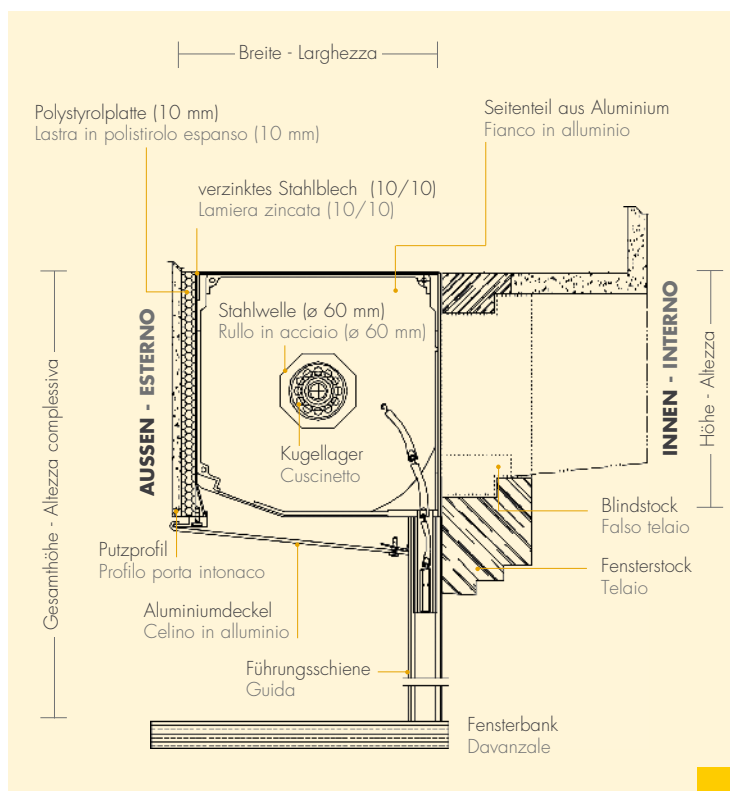 Breite - Larghezza
Polystyrolplatte (10 mm)
Lastra in polistirolo espanso (10 mm)
Seitenteil aus Aluminium
Fianco in alluminio
verzinktes Stahlblech (10/10)
Lamiera zincata (10/10)
Stahlwelle (ø 60 mm)
Rullo in acciaio (ø 60 mm)
AUSSEN - ESTERNO
INNEN - INTERNO
Höhe - Altezza
Gesamthöhe - Altezza complessiva
Kugellager
Cuscinetto
Blindstock
Falso telaio
Putzprofil
Profilo porta intonaco
Fensterstock
Telaio
Aluminiumdeckel
Celino in alluminio
Führungsschiene
Guida
Fensterbank
Davanzale